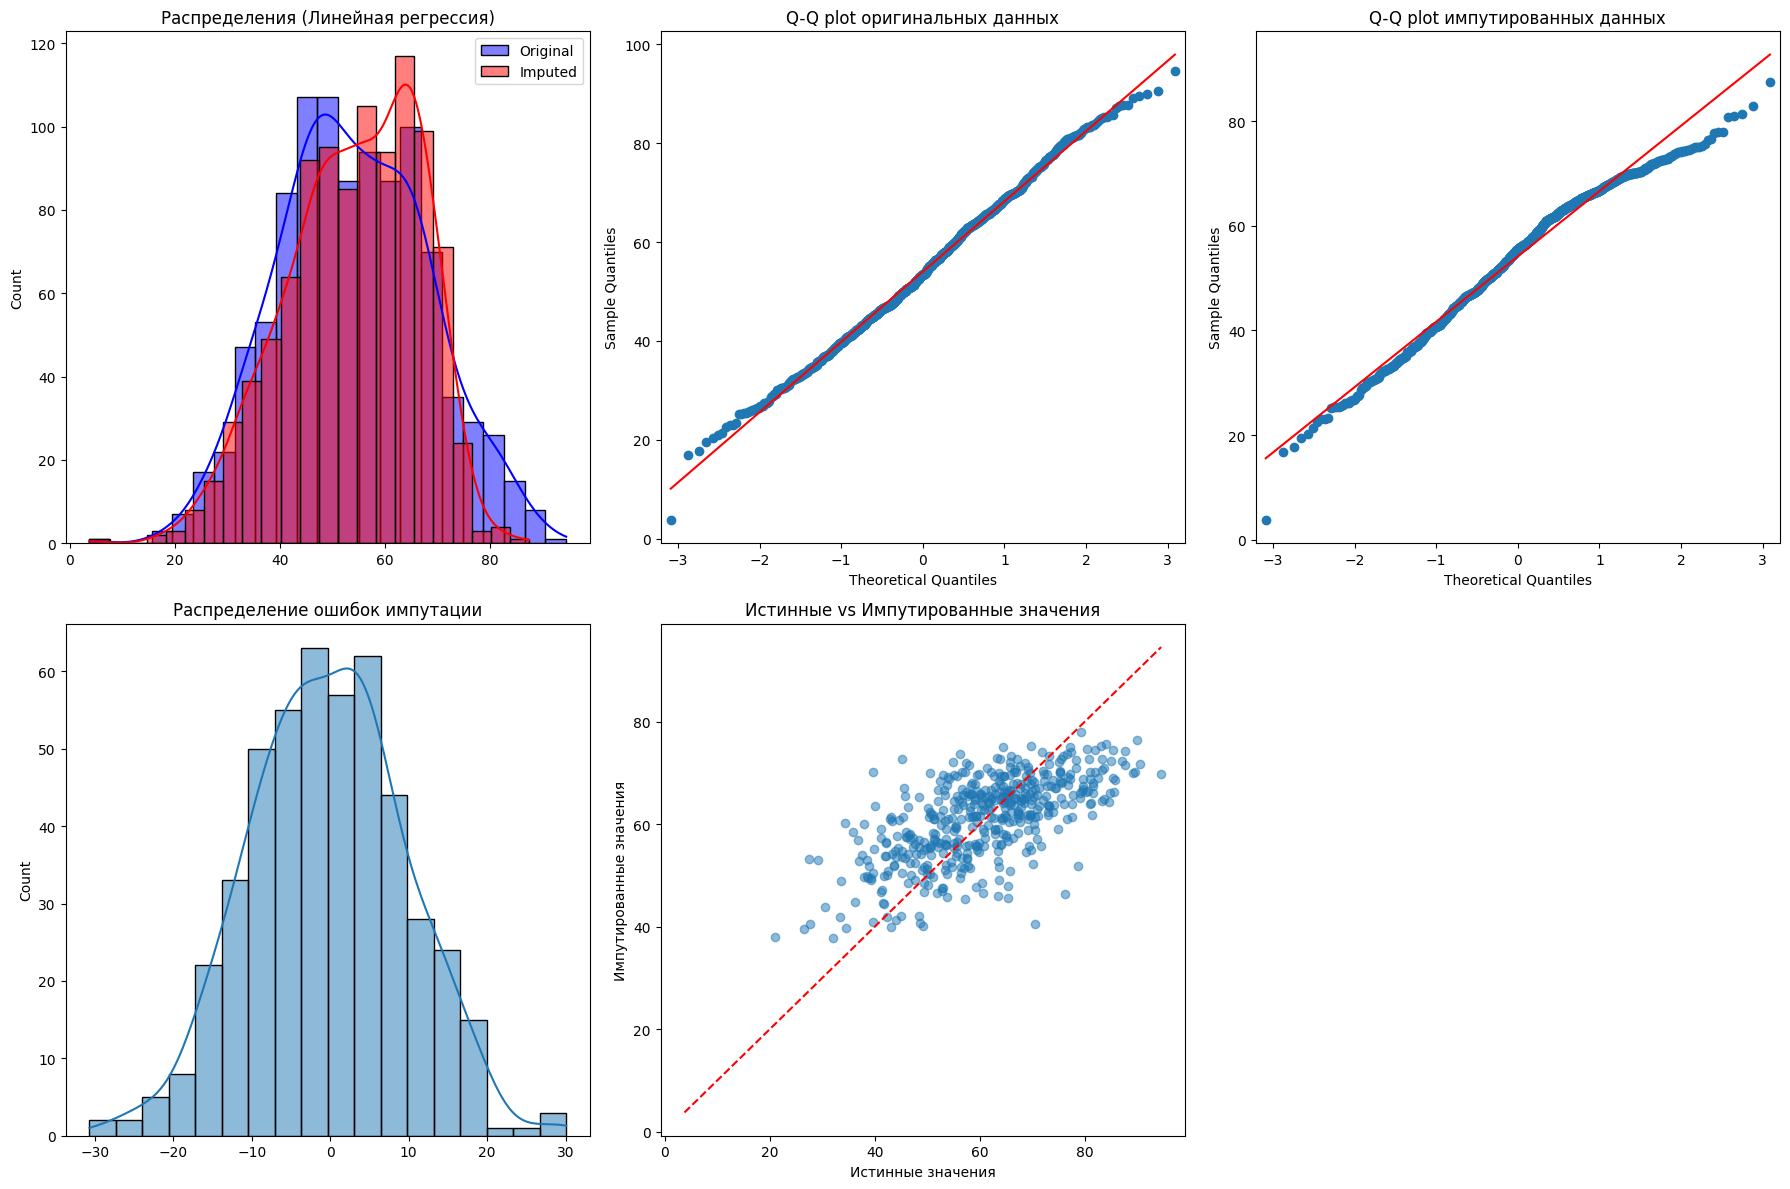 Распределения (Линейная регрессия)
120
100
80
60
40
20
0
Count
0 20 40 60 80
Original
Imputed
Q-Q plot оригинальных данных
100
80
60
40
20
0
Sample Quantiles
−3 −2 −1 0 1 2 3
Theoretical Quantiles
Q-Q plot импутированных данных
80
60
40
20
0
Sample Quantiles
−3 −2 −1 0 1 2 3
Theoretical Quantiles
Распределение ошибок импутации
60
50
40
30
20
10
0
Count
−30 −20 −10 0 10 20 30
Истинные vs Импутированные значения
80
60
40
20
0
Импутированные значения
0 20 40 60 80
Истинные значения